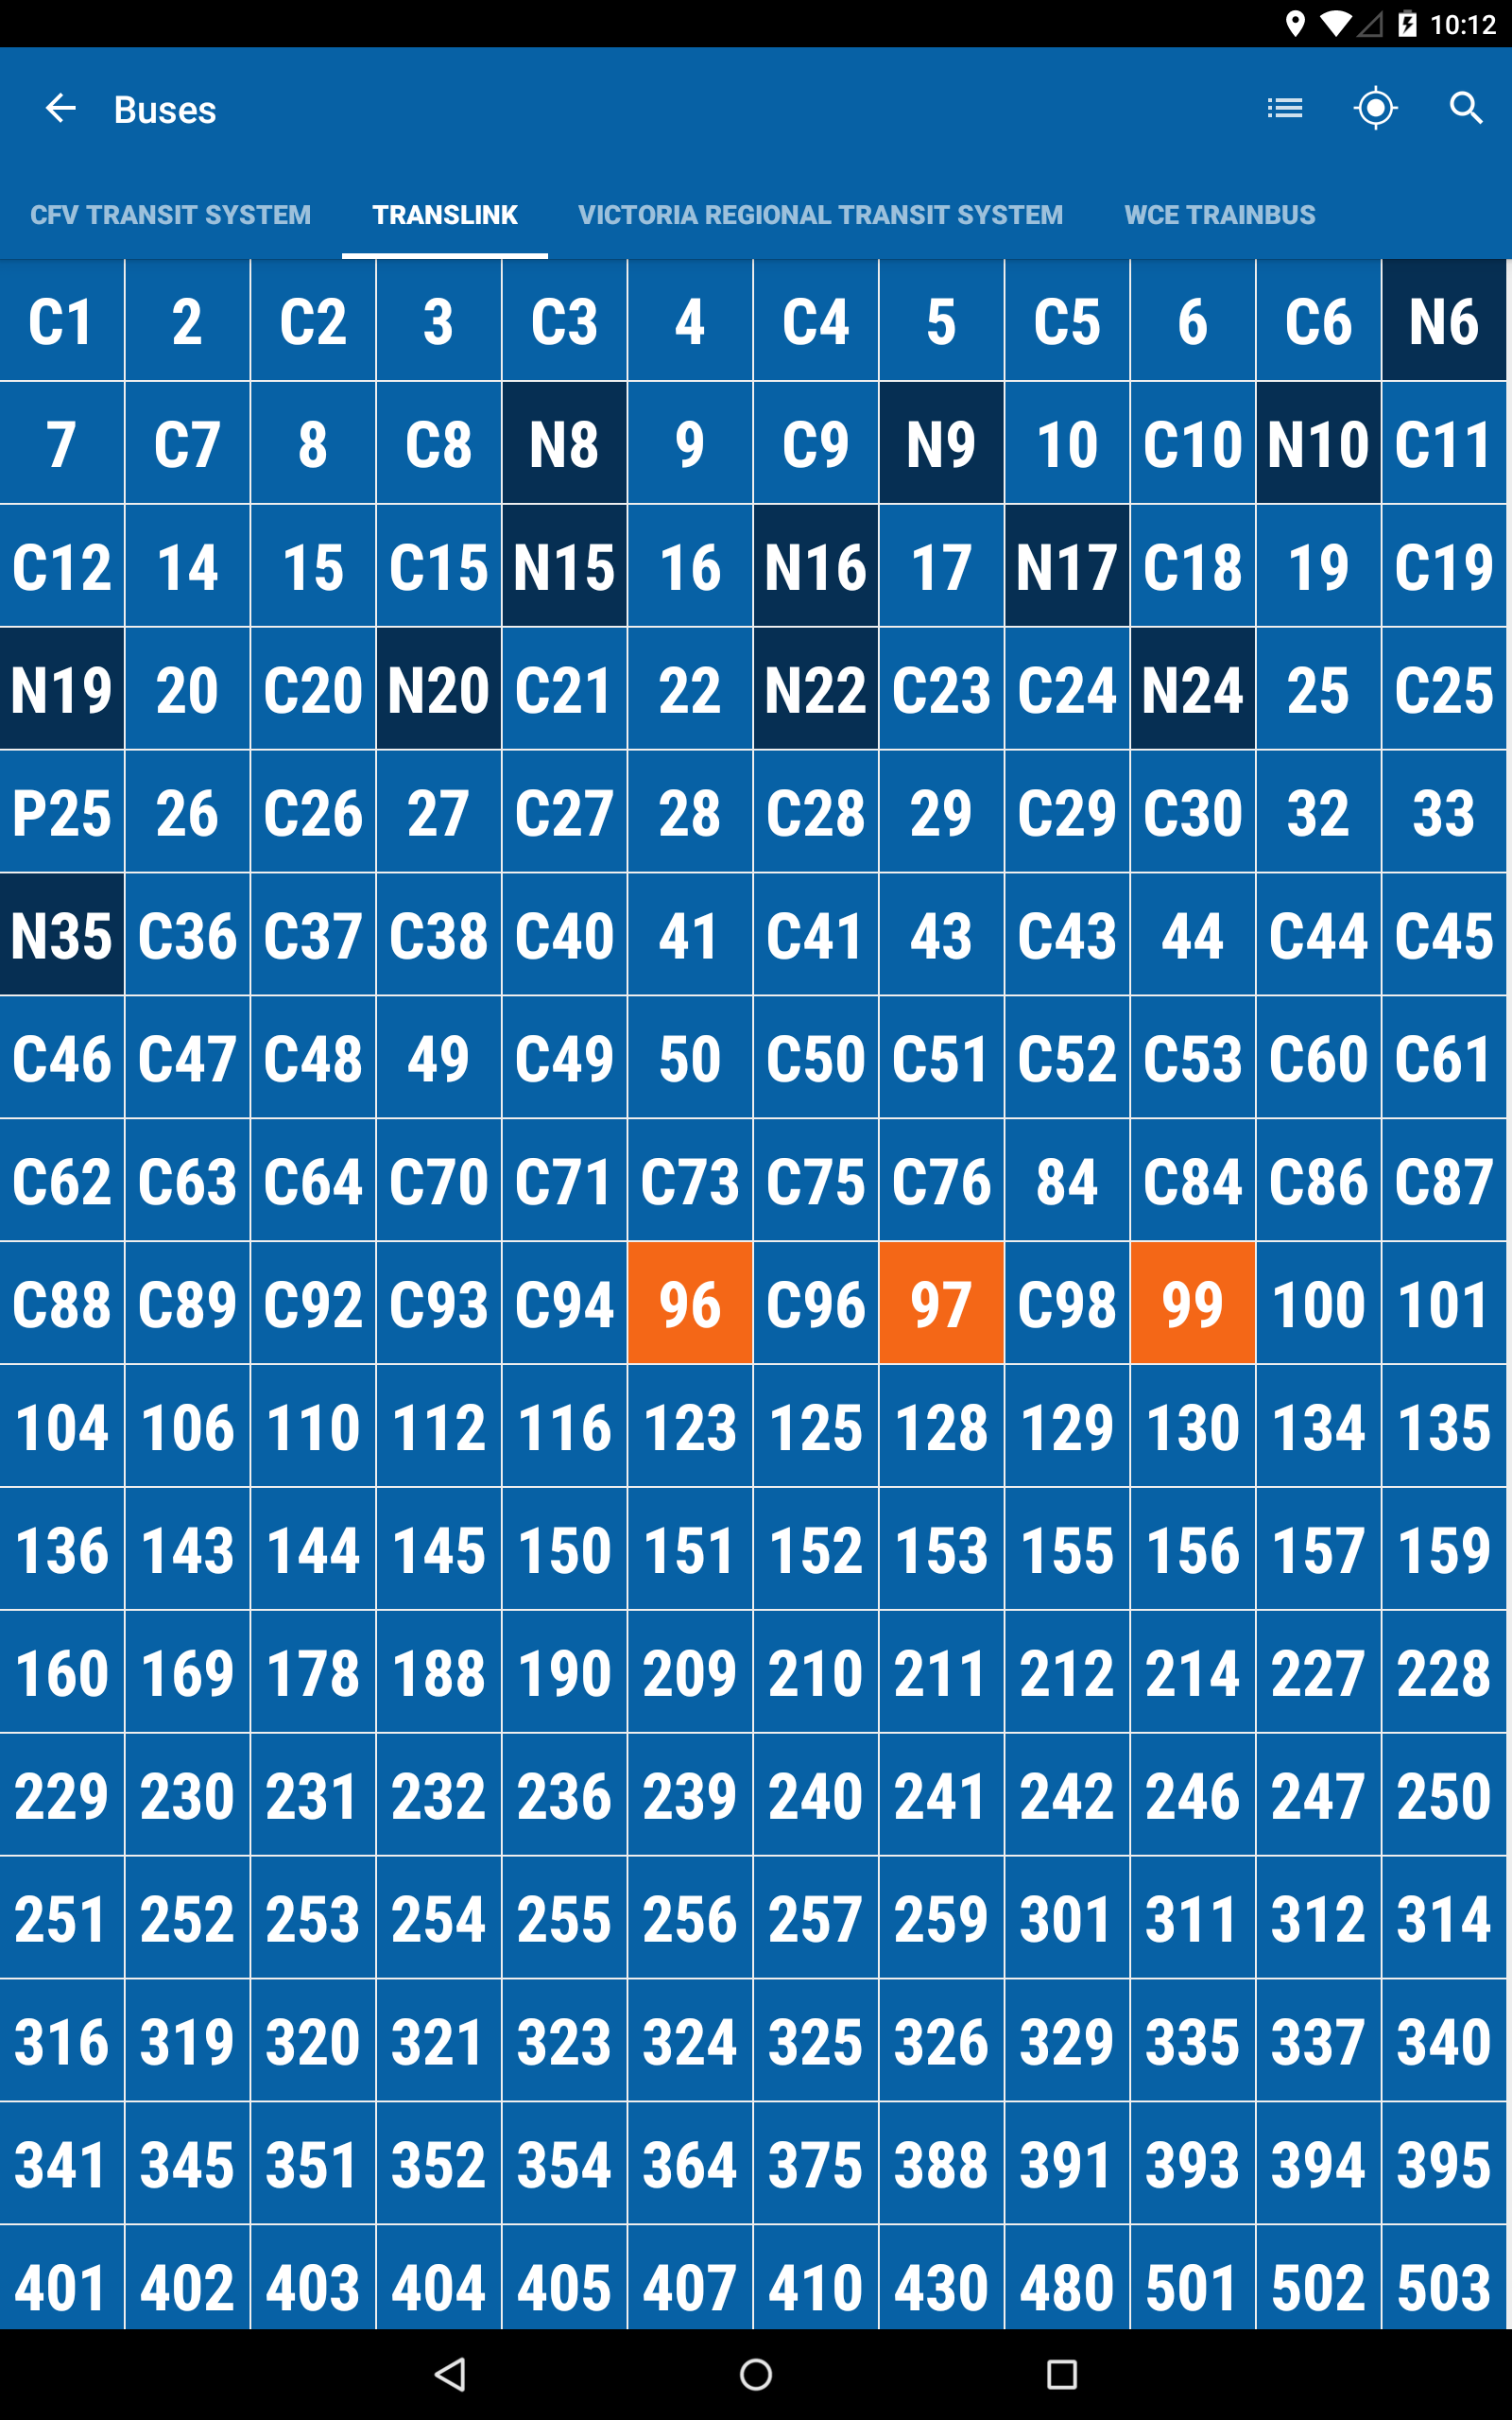 10:12
Buses
CFV TRANSIT SYSTEM TRANSLINK VICTORIA REGIONAL TRANSIT SYSTEM WCE TRAINBUS
C1 2 C2 3 C3 4 C4 5 C5 6 C6 N6
7 C7 8 C8 N8 9 C9 N9 10 C10 N10 C11
C12 14 15 C15 N15 16 N16 17 N17 C18 19 C19
N19 20 C20 N20 C21 22 N22 C23 C24 N24 25 C25
P25 26 C26 27 C27 28 C28 29 C29 C30 32 33
N35 C36 C37 C38 C40 41 C41 43 C43 44 C44 C45
C46 C47 C48 49 C49 50 C50 C51 C52 C53 C60 C61
C62 C63 C64 C70 C71 C73 C75 C76 84 C84 C86 C87
C88 C89 C92 C93 C94 96 C96 97 C98 99 100 101
104 106 110 112 116 123 125 128 129 130 134 135
136 143 144 145 150 151 152 153 155 156 157 159
160 169 178 188 190 209 210 211 212 214 227 228
229 230 231 232 236 239 240 241 242 246 247 250
251 252 253 254 255 256 257 259 301 311 312 314
316 319 320 321 323 324 325 326 329 335 337 340
341 345 351 352 354 364 375 388 391 393 394 395
401 402 403 404 405 407 410 430 480 501 502 503